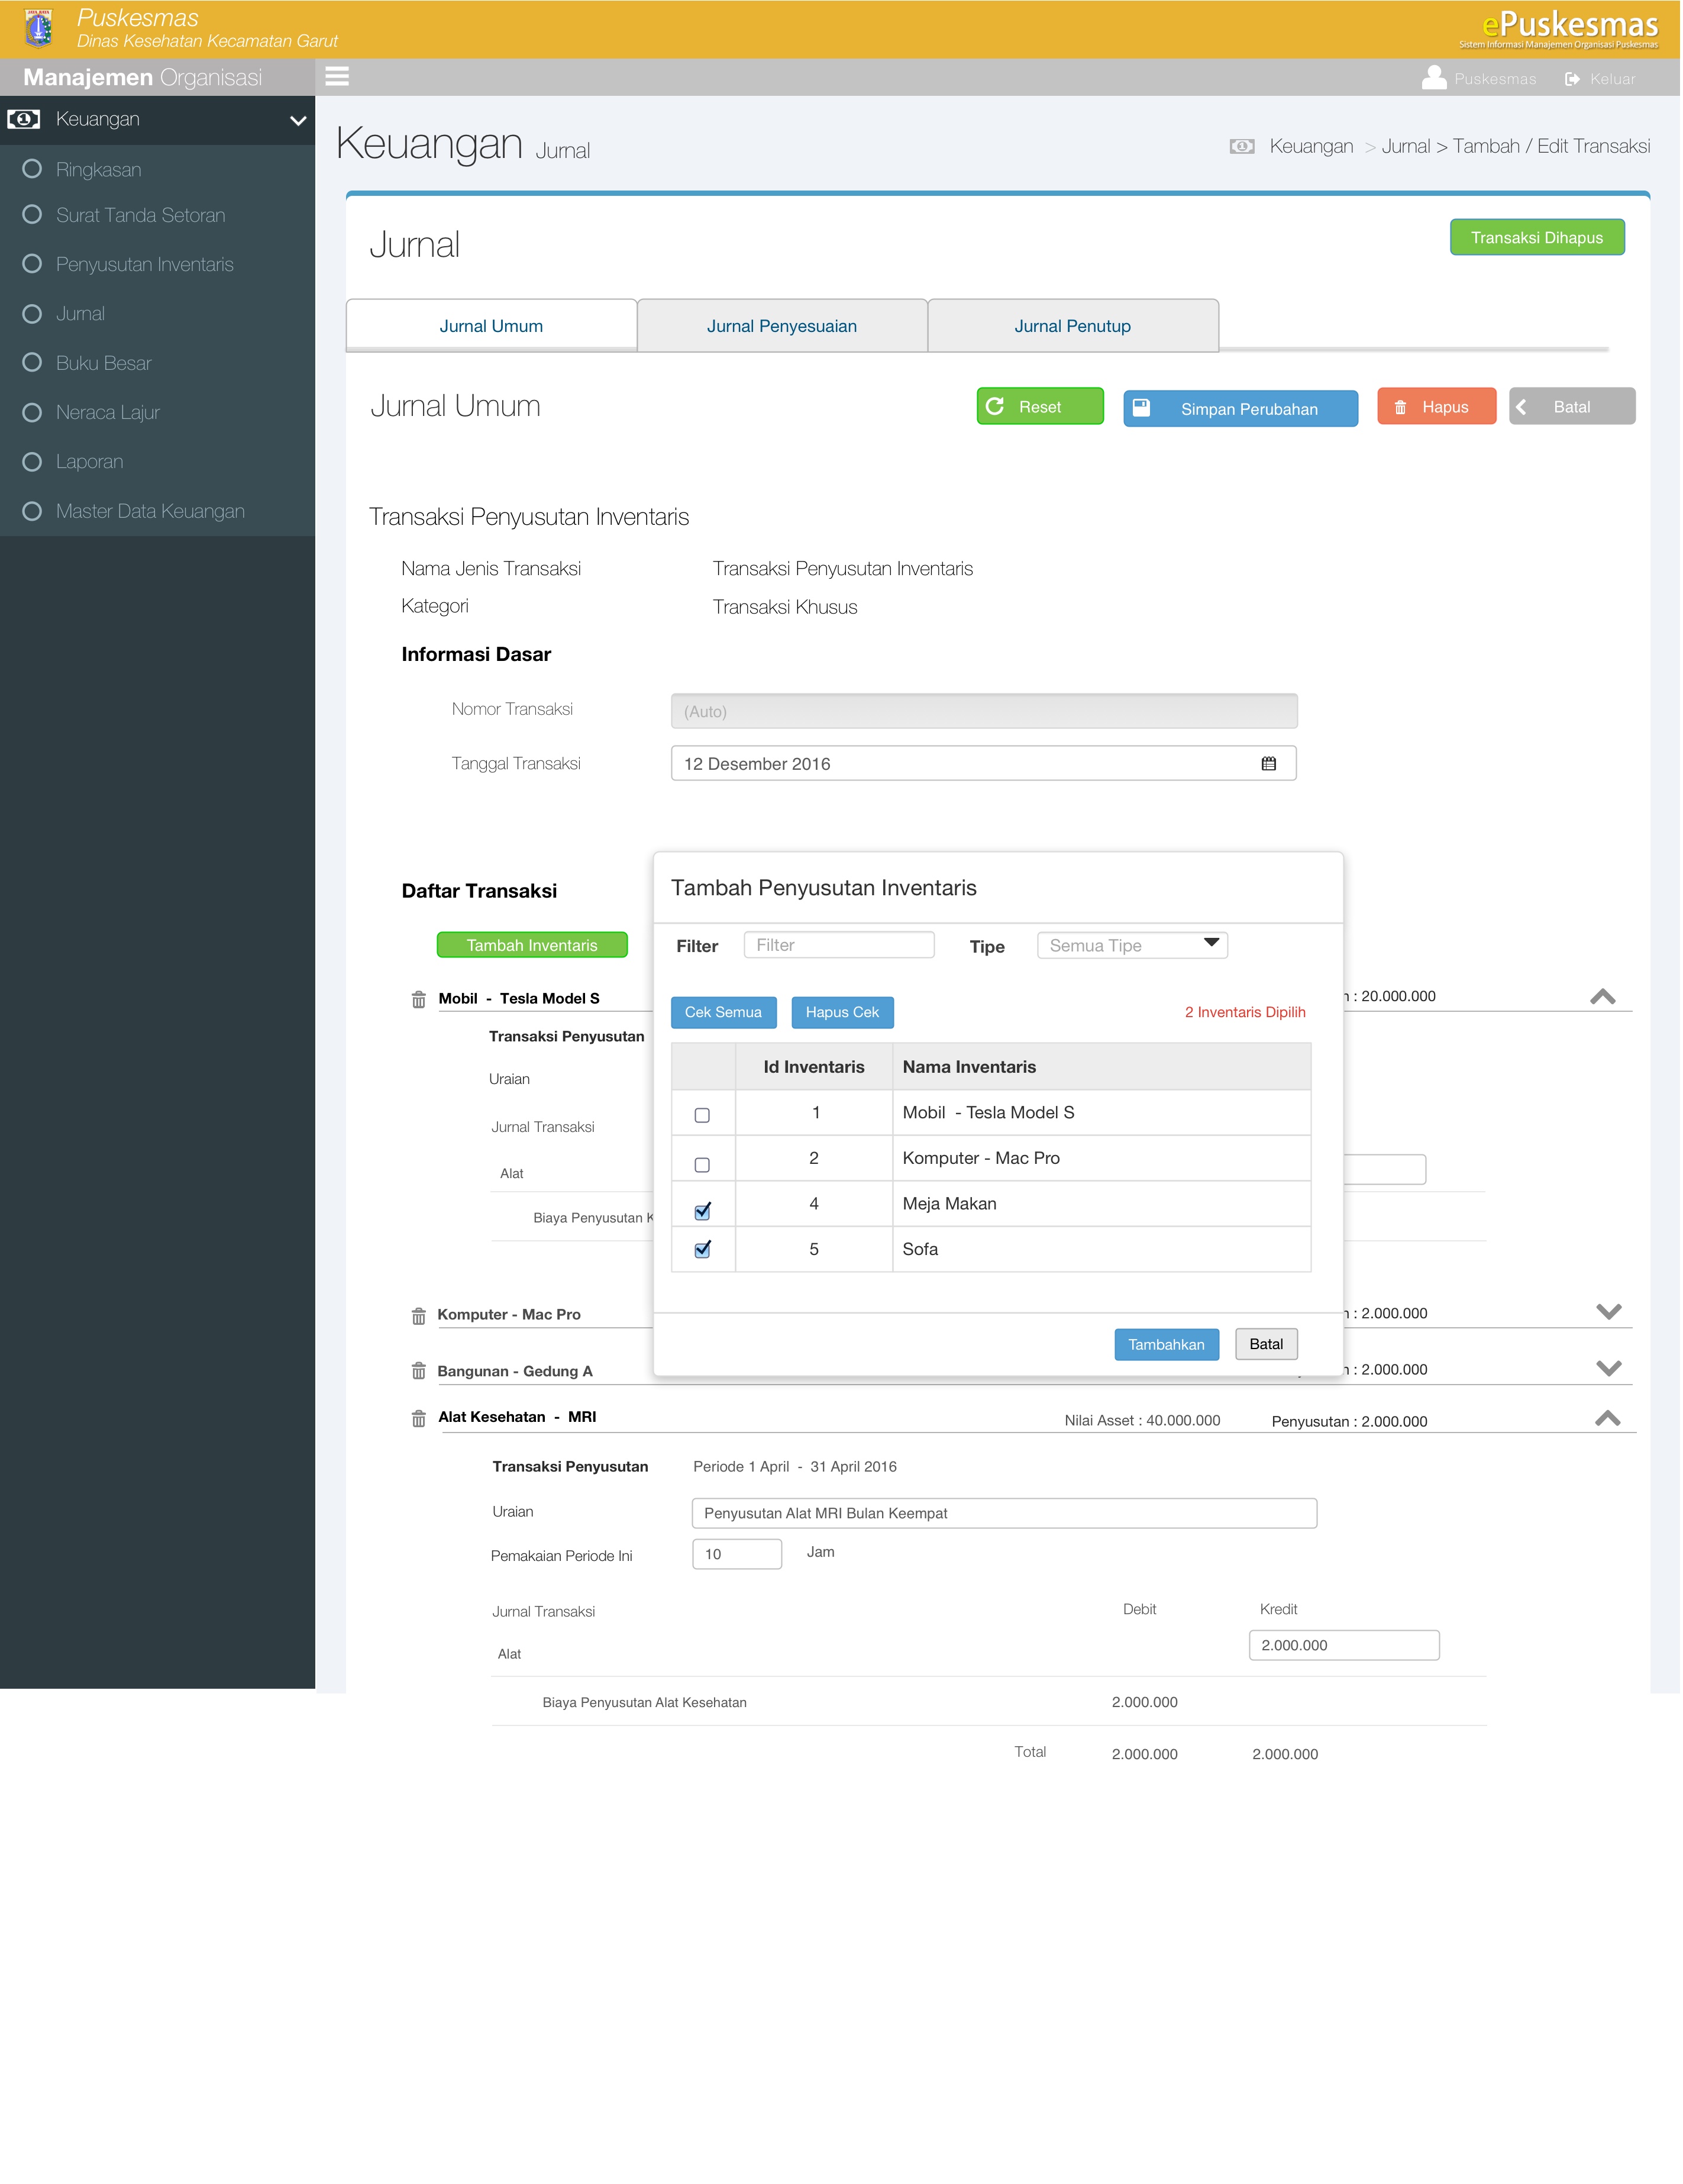 Puskesmas
Dinas Kesehatan Kecamatan Garut
ePuskesmas
Sistem Informasi Manajemen Organisasi Puskesmas
Manajemen Organisasi
Puskesmas
Keluar
Keuangan
Ringkasan
Surat Tanda Setoran
Penyusutan Inventaris
Jurnal
Buku Besar
Neraca Lajur
Laporan
Master Data Keuangan
Keuangan Jurnal
Keuangan > Jurnal > Tambah / Edit Transaksi
Jurnal
Transaksi Dihapus
Jurnal Umum
Jurnal Penyesuaian
Jurnal Penutup
Jurnal Umum
Reset
Simpan Perubahan
Hapus
Batal
Transaksi Penyusutan Inventaris
Nama Jenis Transaksi Transaksi Penyusutan Inventaris
Kategori Transaksi Khusus
Informasi Dasar
Nomor Transaksi (Auto)
Tanggal Transaksi 12 Desember 2016
Daftar Transaksi
Tambah Inventaris
Mobil - Tesla Model S
: 20.000.000
Transaksi Penyusutan
Uraian
Jurnal Transaksi
Alat
Biaya Penyusutan
Tambah Penyusutan Inventaris
Filter Filter Tipe Semua Tipe
Cek Semua Hapus Cek 2 Inventaris Dipilih
Id Inventaris Nama Inventaris
1 Mobil - Tesla Model S
2 Komputer - Mac Pro
4 Meja Makan
5 Sofa
Tambahkan Batal
Komputer - Mac Pro : 2.000.000
Bangunan - Gedung A : 2.000.000
Alat Kesehatan - MRI Nilai Asset : 40.000.000 Penyusutan : 2.000.000
Transaksi Penyusutan Periode 1 April - 31 April 2016
Uraian Penyusutan Alat MRI Bulan Keempat
Pemakaian Periode Ini 10 Jam
Jurnal Transaksi Debit Kredit
Alat 2.000.000
Biaya Penyusutan Alat Kesehatan 2.000.000
Total 2.000.000 2.000.000